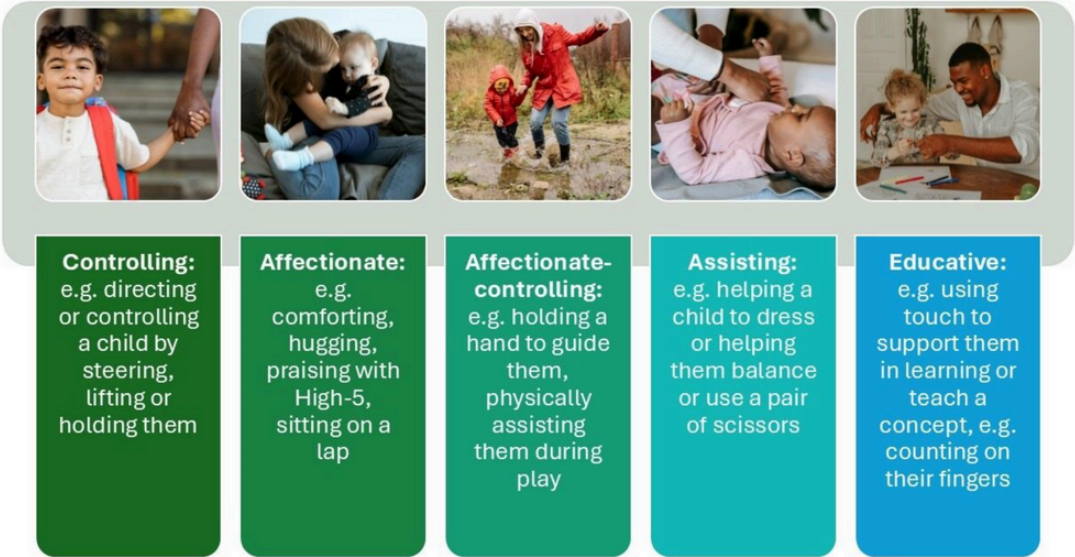 Controlling:
e.g. directing
or controlling
a child by
steering,
lifting or
holding them
Affectionate:
e.g.
comforting,
hugging,
praising with
High-5,
sitting on a
lap
Affectionate-
controlling:
e.g. holding a
hand to guide
them,
physically
assisting
them during
play
Assisting:
e.g. helping a
child to dress
or helping
them balance
or use a pair
of scissors
Educative:
e.g. using
touch to
support them
in learning or
teach a
concept, e.g.
counting on
their fingers